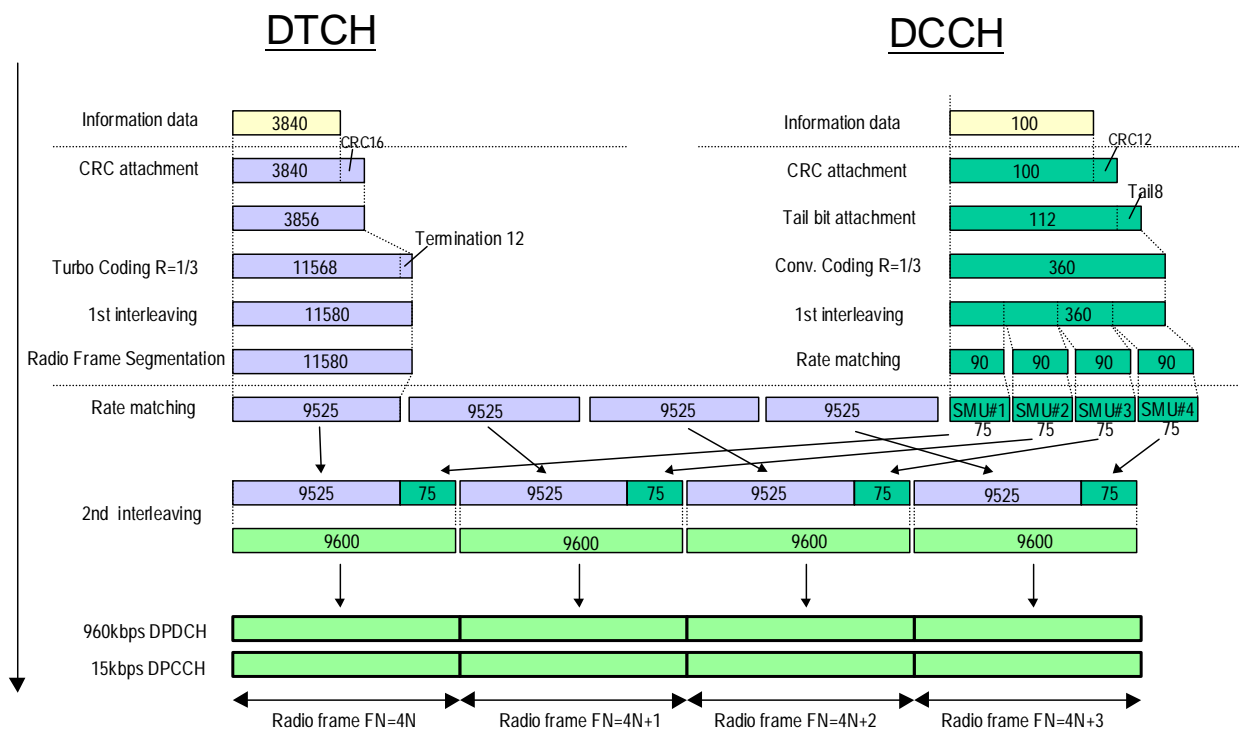 DTCH
DCCH
Information data
3840
Information data
100
CRC16
CRC12
CRC attachment
3840
CRC attachment
100
Tail8
3856
Tail bit attachment
112
Termination 12
Turbo Coding R=1/3
11568
Conv. Coding R=1/3
360
1st interleaving
11580
1st interleaving
360
Radio Frame Segmentation
11580
Rate matching
90 90 90 90
Rate matching
9525 9525 9525 9525
SMU#1 SMU#2 SMU#3 SMU#4
75 75 75 75
9525 75 9525 75 9525 75 9525 75
2nd interleaving
9600 9600 9600 9600
960kbps DPDCH
15kbps DPCCH
Radio frame FN=4N
Radio frame FN=4N+1
Radio frame FN=4N+2
Radio frame FN=4N+3